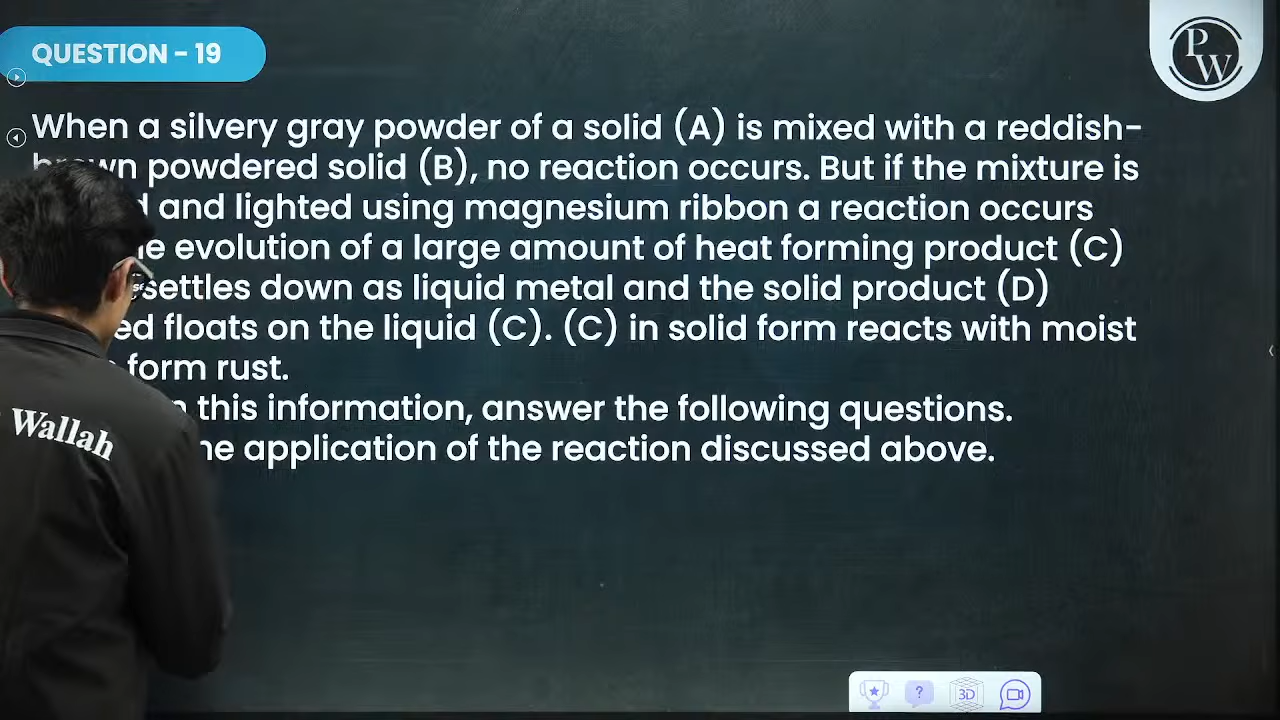 QUESTION - 19
PW
When a silvery gray powder of a solid (A) is mixed with a reddish-
powdered solid (B), no reaction occurs. But if the mixture is
and lighted using magnesium ribbon a reaction occurs
evolution of a large amount of heat forming product (C)
settles down as liquid metal and the solid product (D)
floats on the liquid (C). (C) in solid form reacts with moist
form rust.
this information, answer the following questions.
application of the reaction discussed above.
Wallah
?
3D